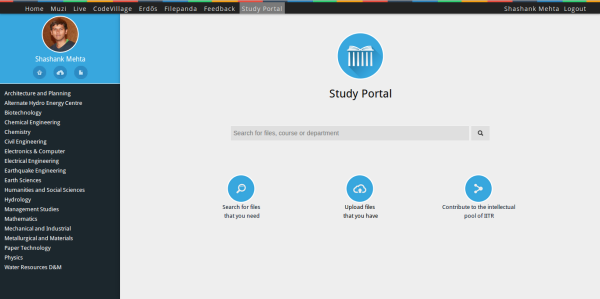 Home Muzi Live CodeVillage Erdős Filepanda Feedback Study Portal Shashank Mehta Logout
Shashank Mehta
Architecture and Planning
Alternate Hydro Energy Centre
Biotechnology
Chemical Engineering
Chemistry
Civil Engineering
Electronics & Computer
Electrical Engineering
Earthquake Engineering
Earth Sciences
Humanities and Social Sciences
Hydrology
Management Studies
Mathematics
Mechanical and Industrial
Metallurgical and Materials
Paper Technology
Physics
Water Resources D&M
Study Portal
Search for files, course or department
Search for files
that you need
Upload files
that you have
Contribute to the intellectual
pool of IITR